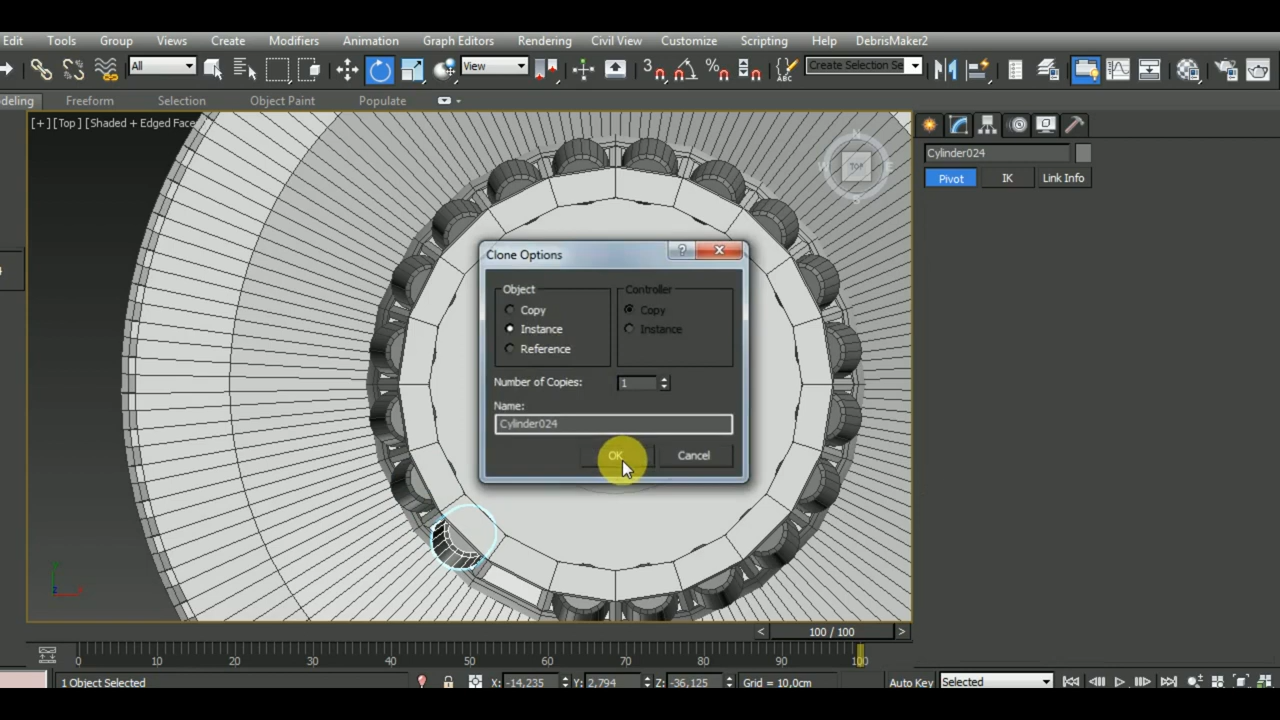 Edit Tools Group Views Create Modifiers Animation Graph Editors Rendering Civil View Customize Scripting Help DebrisMaker2
All View 3 % ABC Create Selection Se
deling Freeform Selection Object Paint Populate
[+] [Top ] [Shaded + Edged Face
TOP
Cylinder024
Pivot IK Link Info
Clone Options
Object Controller
Copy Copy
Instance Instance
Reference
Number of Copies: 1
Name:
Cylinder024
OK Cancel
< 100 / 100 >
0 10 20 30 40 50 60 70 80 90 100
1 Object Selected X: -14,235 Y: 2,794 Z: -36,125 Grid = 10,0cm Auto Key Selected